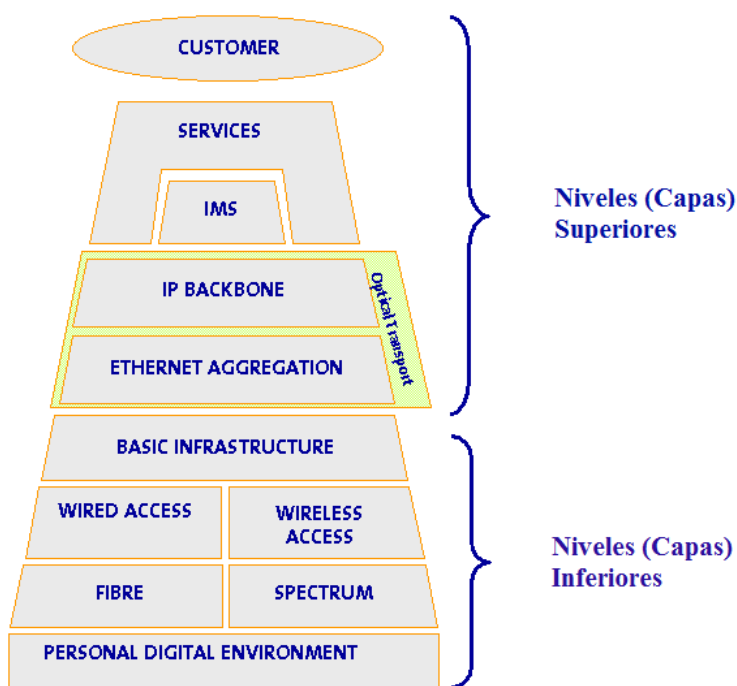 CUSTOMER
SERVICES
IMS
Niveles (Capas)
Superiores
IP BACKBONE
Optical Transport
ETHERNET AGGREGATION
BASIC INFRASTRUCTURE
WIRED ACCESS
WIRELESS
ACCESS
Niveles (Capas)
Inferiores
FIBRE
SPECTRUM
PERSONAL DIGITAL ENVIRONMENT